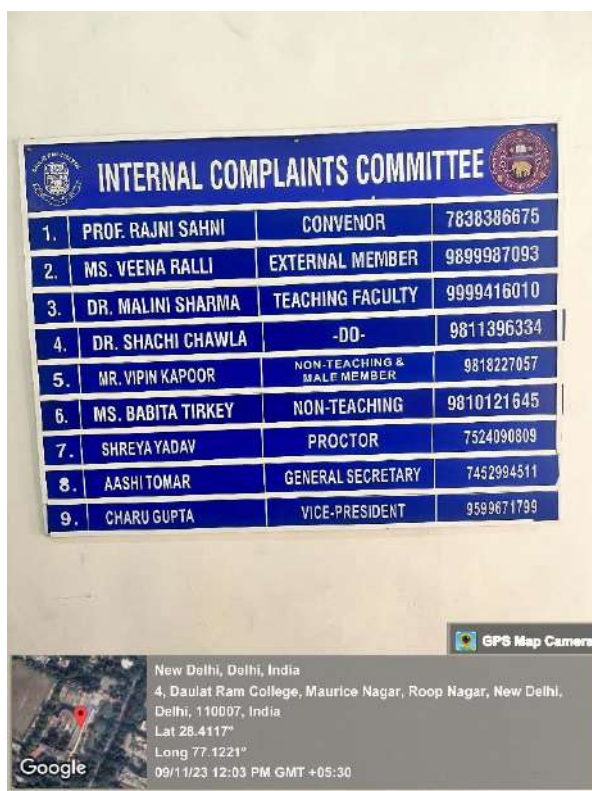 INTERNAL COMPLAINTS COMMITTEE
1. PROF. RAJNI SAHNI CONVENOR 7838386675
2. MS. VEENA RALLI EXTERNAL MEMBER 9899987093
3. DR. MALINI SHARMA TEACHING FACULTY 9999416010
4. DR. SHACHI CHAWLA -DO- 9811396334
5. MR. VIPIN KAPOOR NON-TEACHING & MALE MEMBER 9818227057
6. MS. BABITA TIRKEY NON-TEACHING 9810121645
7. SHREYA YADAV PROCTOR 7524090809
8. AASHI TOMAR GENERAL SECRETARY 7452994511
9. CHARU GUPTA VICE-PRESIDENT 9599671799
GPS Map Camera
New Delhi, Delhi, India
4, Daulat Ram College, Maurice Nagar, Roop Nagar, New Delhi,
Delhi, 110007, India
Lat 28.4117°
Long 77.1221°
09/11/23 12:03 PM GMT +05:30
Google